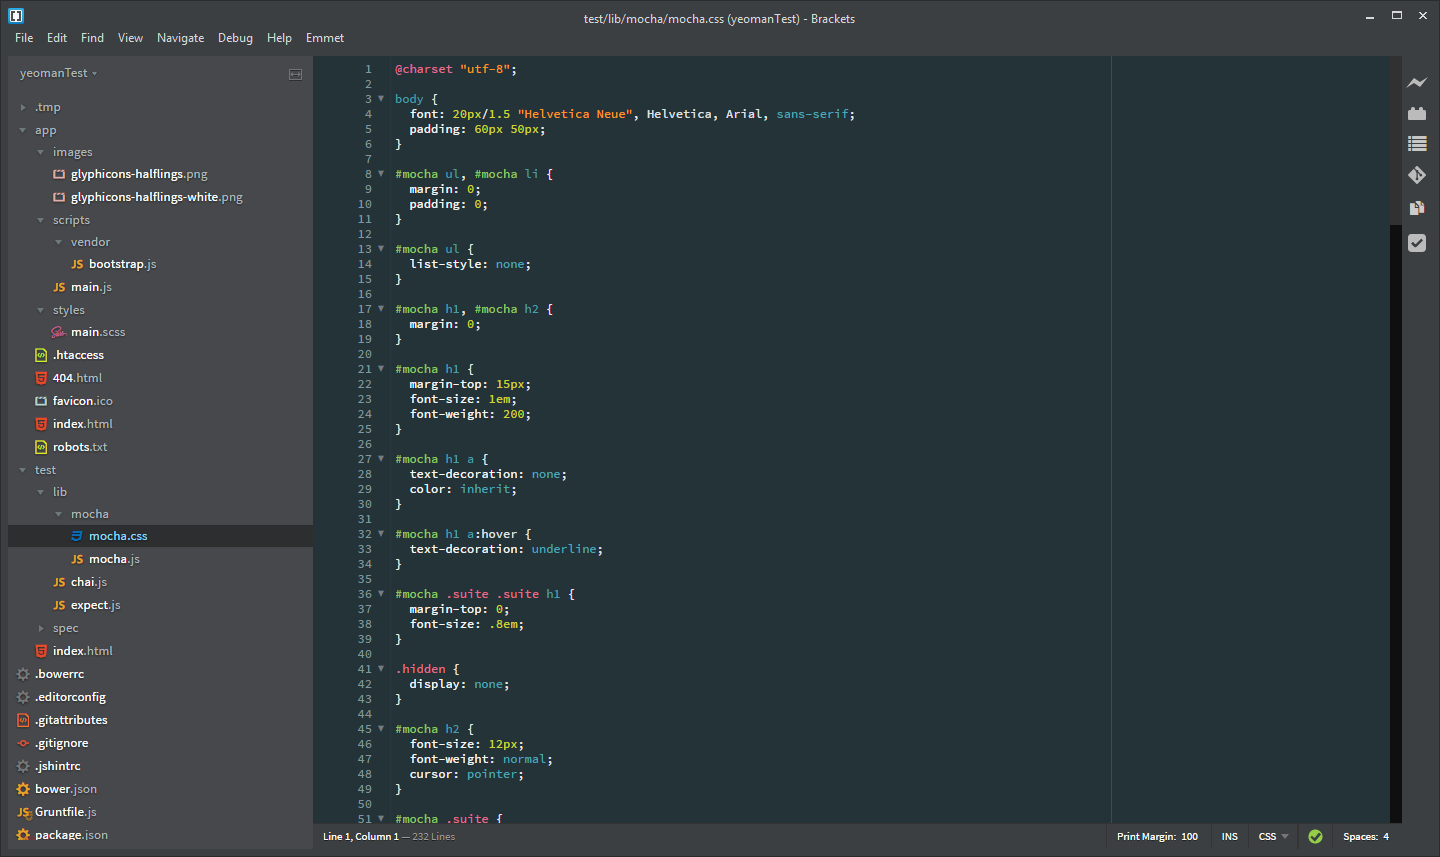 test/lib/mocha/mocha.css (yeomanTest) - Brackets
File Edit Find View Navigate Debug Help Emmet
yeomanTest
.tmp
app
images
glyphicons-halflings.png
glyphicons-halflings-white.png
scripts
vendor
JS bootstrap.js
JS main.js
styles
main.scss
.htaccess
404.html
favicon.ico
index.html
robots.txt
test
lib
mocha
mocha.css
JS mocha.js
JS chai.js
JS expect.js
spec
index.html
.bowerrc
.editorconfig
.gitattributes
.gitignore
.jshintrc
bower.json
JS Gruntfile.js
package.json
1 @charset "utf-8";
2
3 body {
4 font: 20px/1.5 "Helvetica Neue", Helvetica, Arial, sans-serif;
5 padding: 60px 50px;
6 }
7
8 #mocha ul, #mocha li {
9 margin: 0;
10 padding: 0;
11 }
12
13 #mocha ul {
14 list-style: none;
15 }
16
17 #mocha h1, #mocha h2 {
18 margin: 0;
19 }
20
21 #mocha h1 {
22 margin-top: 15px;
23 font-size: 1em;
24 font-weight: 200;
25 }
26
27 #mocha h1 a {
28 text-decoration: none;
29 color: inherit;
30 }
31
32 #mocha h1 a:hover {
33 text-decoration: underline;
34 }
35
36 #mocha .suite .suite h1 {
37 margin-top: 0;
38 font-size: .8em;
39 }
40
41 .hidden {
42 display: none;
43 }
44
45 #mocha h2 {
46 font-size: 12px;
47 font-weight: normal;
48 cursor: pointer;
49 }
50
51 #mocha .suite {
Line 1, Column 1 — 232 Lines
Print Margin: 100 INS CSS Spaces: 4